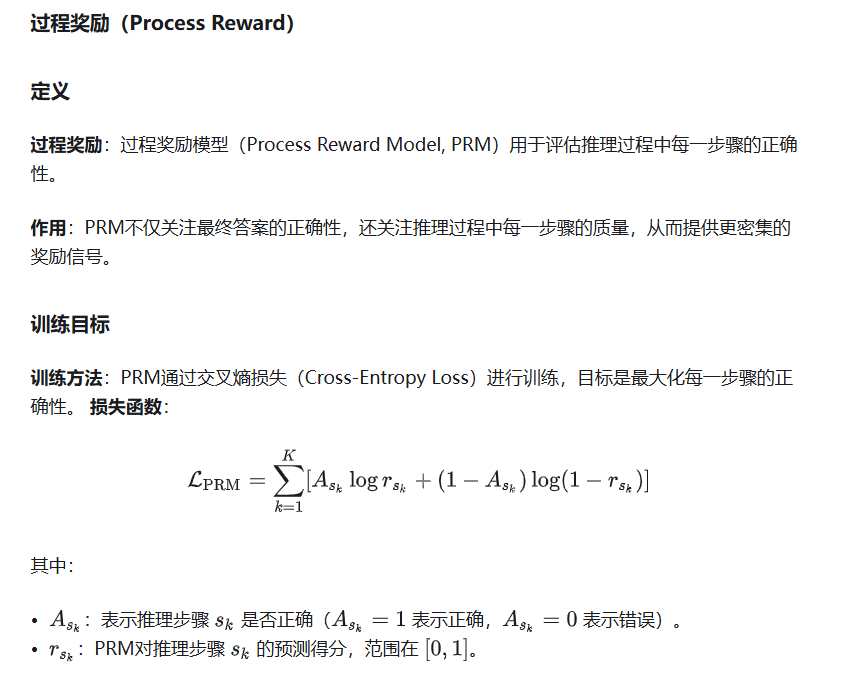 过程奖励（Process Reward）
定义
过程奖励：过程奖励模型（Process Reward Model, PRM）用于评估推理过程中每一步骤的正确
性。
作用：PRM不仅关注最终答案的正确性，还关注推理过程中每一步骤的质量，从而提供更密集的
奖励信号。
训练目标
训练方法：PRM通过交叉熵损失（Cross-Entropy Loss）进行训练，目标是最大化每一步骤的正
确性。 损失函数：
$\mathcal{L}_{\text{PRM}} = \sum_{k=1}^{K} [A_{s_k} \log r_{s_k} + (1 - A_{s_k}) \log(1 - r_{s_k})]$
其中：
• $A_{s_k}$：表示推理步骤 $s_k$ 是否正确（$A_{s_k} = 1$ 表示正确，$A_{s_k} = 0$ 表示错误）。
• $r_{s_k}$：PRM对推理步骤 $s_k$ 的预测得分，范围在 $[0, 1]$。